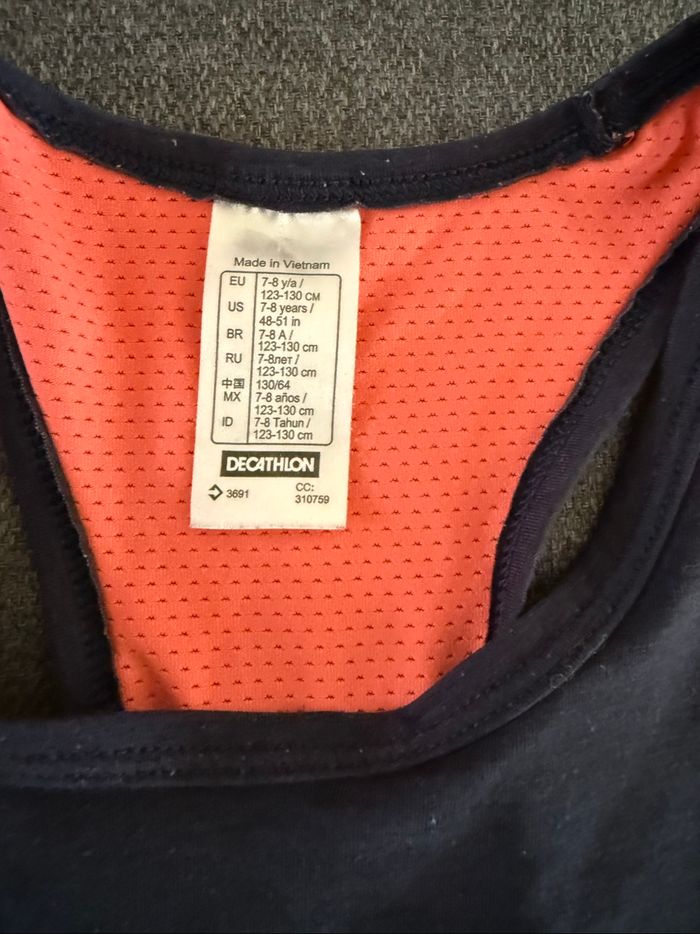 Made in Vietnam
EU 7-8 y/a /
123-130 CM
US 7-8 years /
48-51 in
BR 7-8 A /
123-130 cm
RU 7-8лет /
123-130 cm
中国 130/64
MX 7-8 años /
123-130 cm
ID 7-8 Tahun /
123-130 cm
DECATHLON
3691 CC:
310759